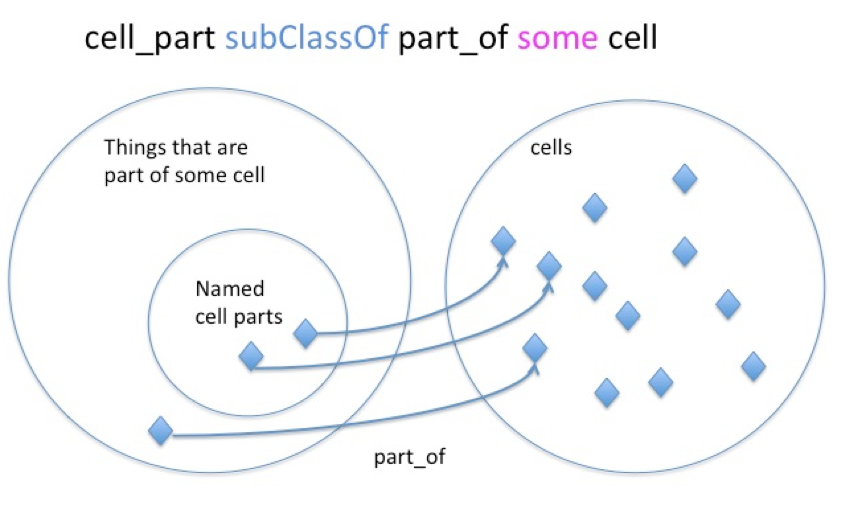 cell_part subClassOf part_of some cell
Things that are
part of some cell
cells
Named
cell parts
part_of